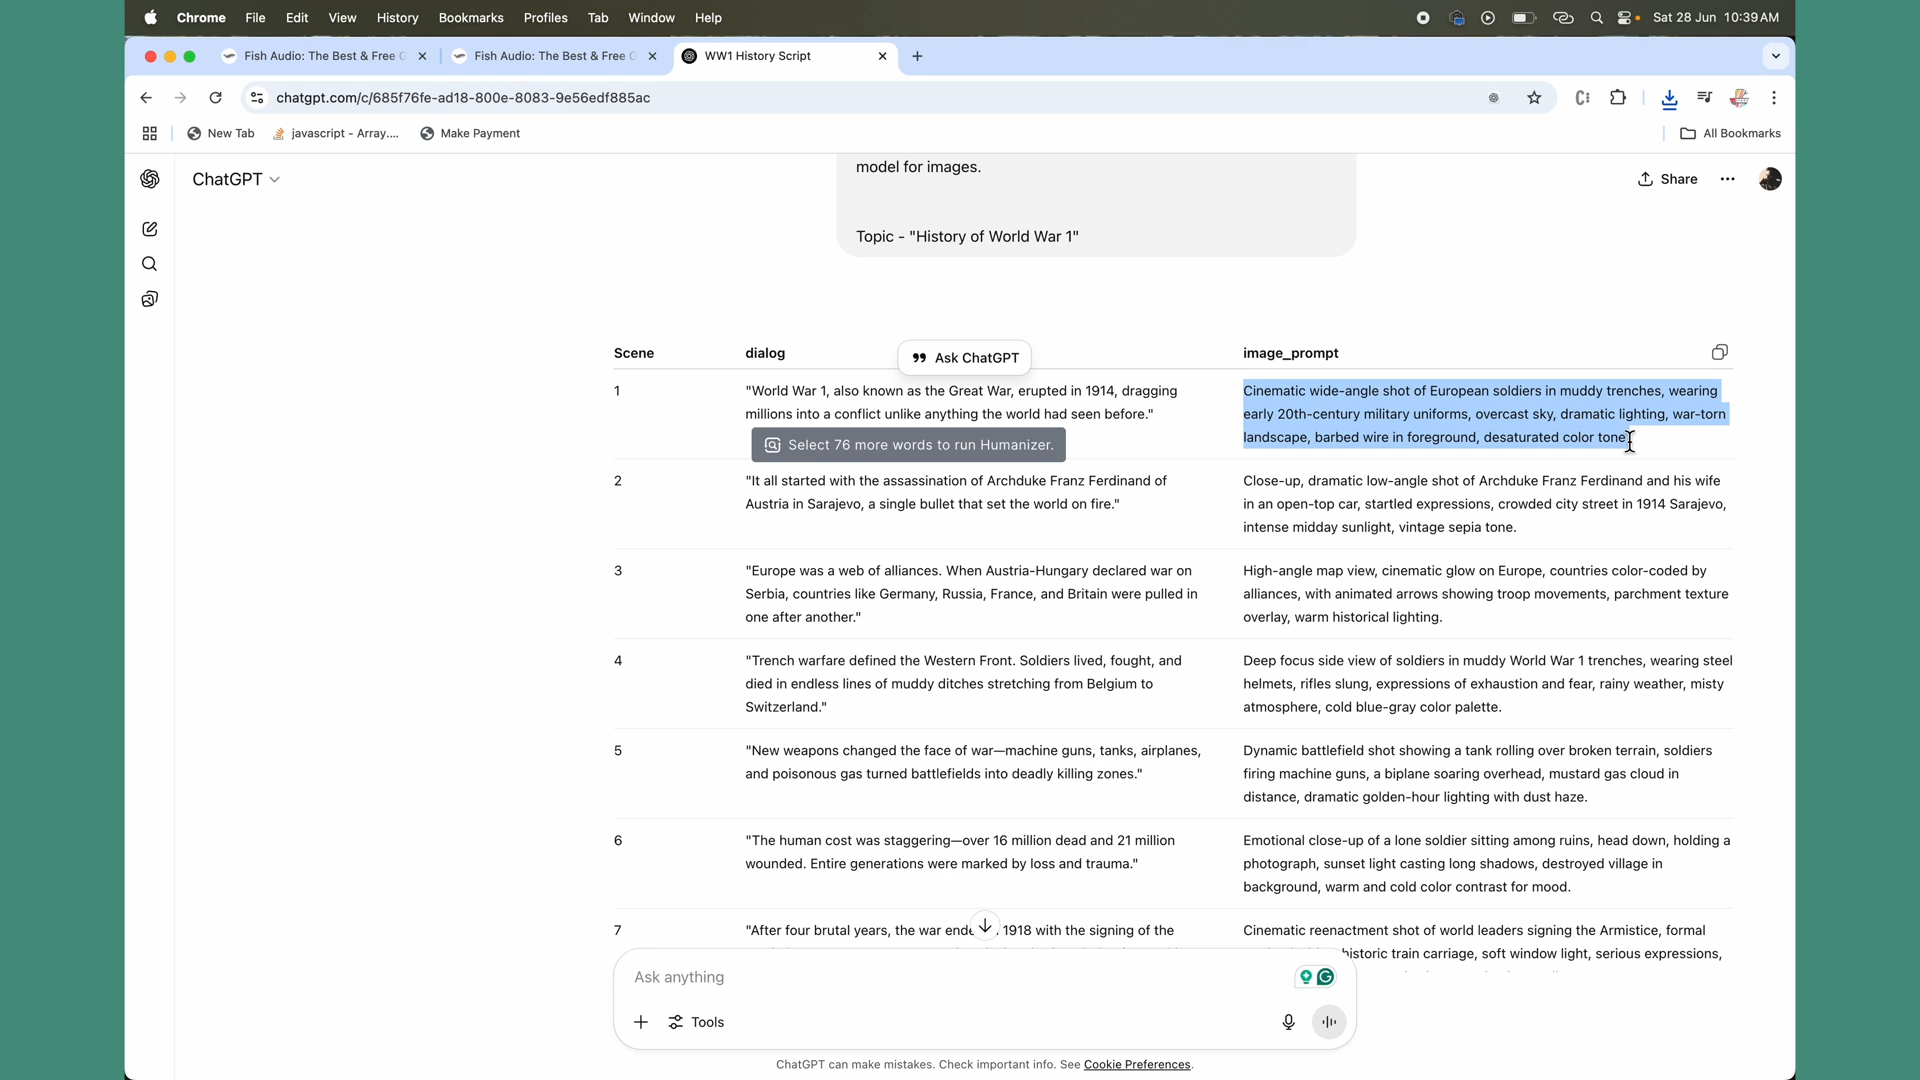 Chrome File Edit View History Bookmarks Profiles Tab Window Help Sat 28 Jun 10:39 AM
Fish Audio: The Best & Free G Fish Audio: The Best & Free G WW1 History Script
chatgpt.com/c/685f76fe-ad18-800e-8083-9e56edf885ac
New Tab javascript - Array.... Make Payment All Bookmarks
ChatGPT Share
model for images.
Topic - "History of World War 1"
Scene dialog image_prompt
Ask ChatGPT
1 "World War 1, also known as the Great War, erupted in 1914, dragging Cinematic wide-angle shot of European soldiers in muddy trenches, wearing
millions into a conflict unlike anything the world had seen before." early 20th-century military uniforms, overcast sky, dramatic lighting, war-torn
landscape, barbed wire in foreground, desaturated color tone.
Select 76 more words to run Humanizer.
2 "It all started with the assassination of Archduke Franz Ferdinand of Close-up, dramatic low-angle shot of Archduke Franz Ferdinand and his wife
Austria in Sarajevo, a single bullet that set the world on fire." in an open-top car, startled expressions, crowded city street in 1914 Sarajevo,
intense midday sunlight, vintage sepia tone.
3 "Europe was a web of alliances. When Austria-Hungary declared war on High-angle map view, cinematic glow on Europe, countries color-coded by
Serbia, countries like Germany, Russia, France, and Britain were pulled in alliances, with animated arrows showing troop movements, parchment texture
one after another." overlay, warm historical lighting.
4 "Trench warfare defined the Western Front. Soldiers lived, fought, and Deep focus side view of soldiers in muddy World War 1 trenches, wearing steel
died in endless lines of muddy ditches stretching from Belgium to helmets, rifles slung, expressions of exhaustion and fear, rainy weather, misty
Switzerland." atmosphere, cold blue-gray color palette.
5 "New weapons changed the face of war—machine guns, tanks, airplanes, Dynamic battlefield shot showing a tank rolling over broken terrain, soldiers
and poisonous gas turned battlefields into deadly killing zones." firing machine guns, a biplane soaring overhead, mustard gas cloud in
distance, dramatic golden-hour lighting with dust haze.
6 "The human cost was staggering—over 16 million dead and 21 million Emotional close-up of a lone soldier sitting among ruins, head down, holding a
wounded. Entire generations were marked by loss and trauma." photograph, sunset light casting long shadows, destroyed village in
background, warm and cold color contrast for mood.
7 "After four brutal years, the war ende 1918 with the signing of the Cinematic reenactment shot of world leaders signing the Armistice, formal
historic train carriage, soft window light, serious expressions,
Ask anything
Tools
ChatGPT can make mistakes. Check important info. See Cookie Preferences.